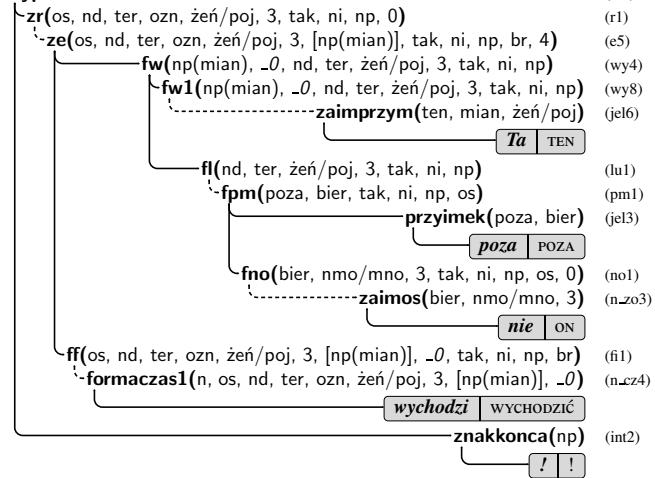 zr(os, nd, ter, ozn, żeń/poj, 3, tak, ni, np, 0) (r1)
ze(os, nd, ter, ozn, żeń/poj, 3, [np(mian)], tak, ni, np, br, 4) (e5)
fw(np(mian), _0, nd, ter, żeń/poj, 3, tak, ni, np) (wy4)
fw1(np(mian), _0, nd, ter, żeń/poj, 3, tak, ni, np) (wy8)
zaimprzym(ten, mian, żeń/poj) (jel6)
Ta TEN
fl(nd, ter, żeń/poj, 3, tak, ni, np) (lu1)
fpm(poza, bier, tak, ni, np, os) (pm1)
przyimek(poza, bier) (jel3)
poza POZA
fno(bier, nmo/mno, 3, tak, ni, np, os, 0) (no1)
zaimos(bier, nmo/mno, 3) (n_zo3)
nie ON
ff(os, nd, ter, ozn, żeń/poj, 3, [np(mian)], _0, tak, ni, np, br) (fi1)
formaczas1(n, os, nd, ter, ozn, żeń/poj, 3, [np(mian)], _0) (n_cz4)
wychodzi WYCHODZIĆ
znakkonca(np) (int2)
! !